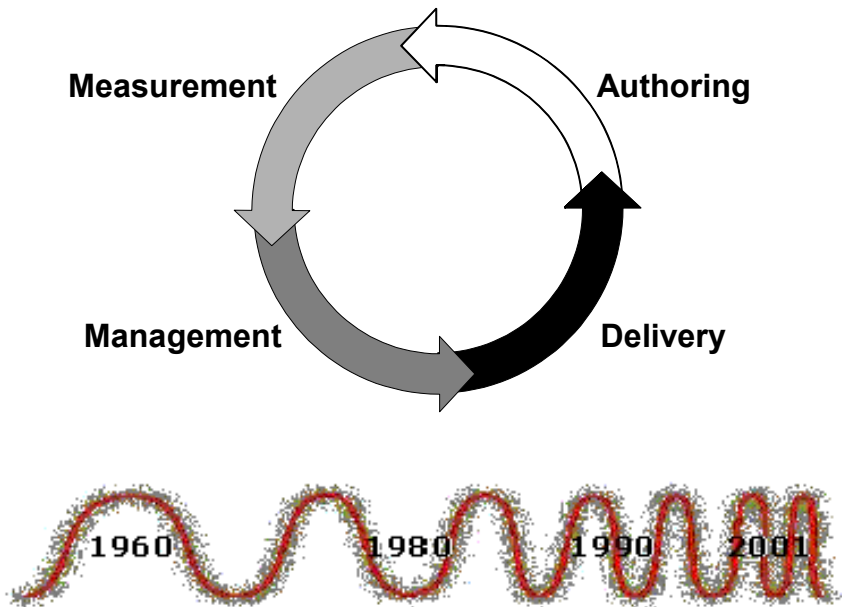 Measurement
Authoring
Management
Delivery
1960
1980
1990
2001